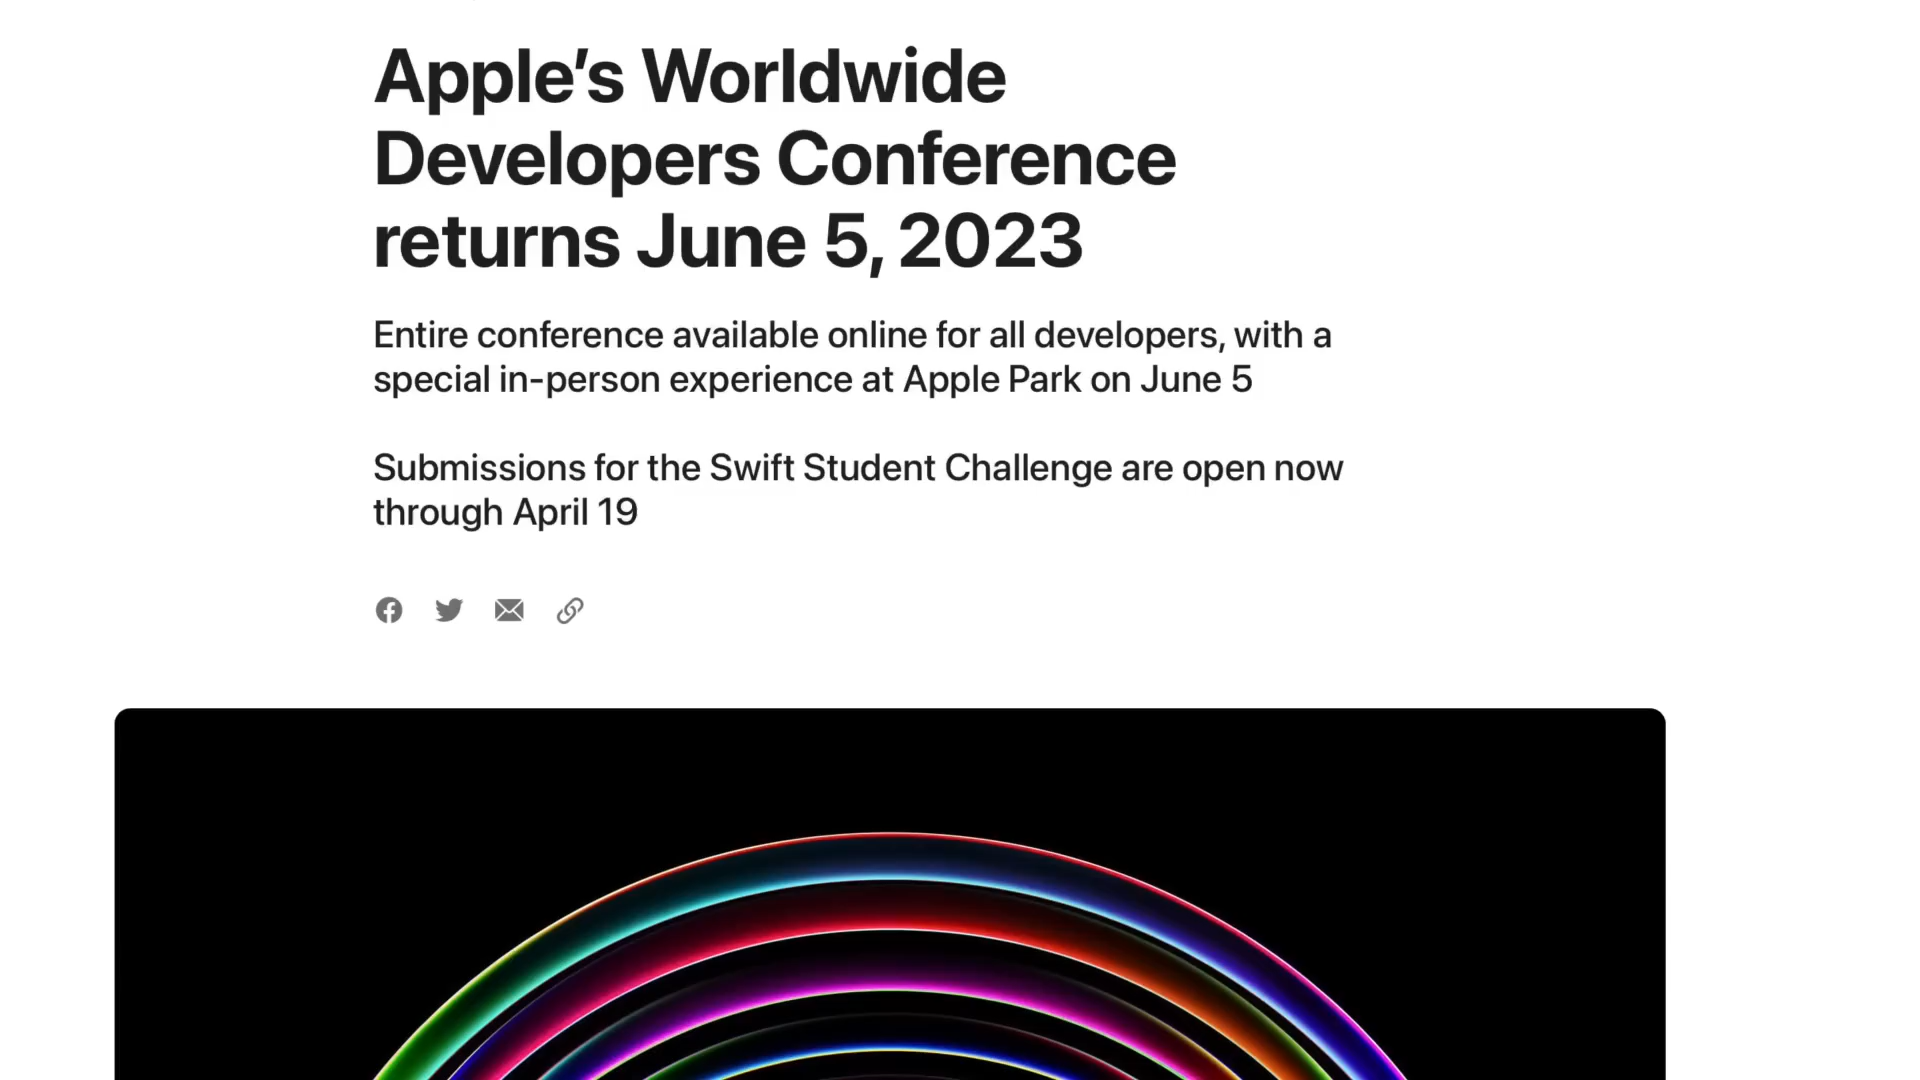 Apple’s Worldwide
Developers Conference
returns June 5, 2023
Entire conference available online for all developers, with a
special in-person experience at Apple Park on June 5
Submissions for the Swift Student Challenge are open now
through April 19